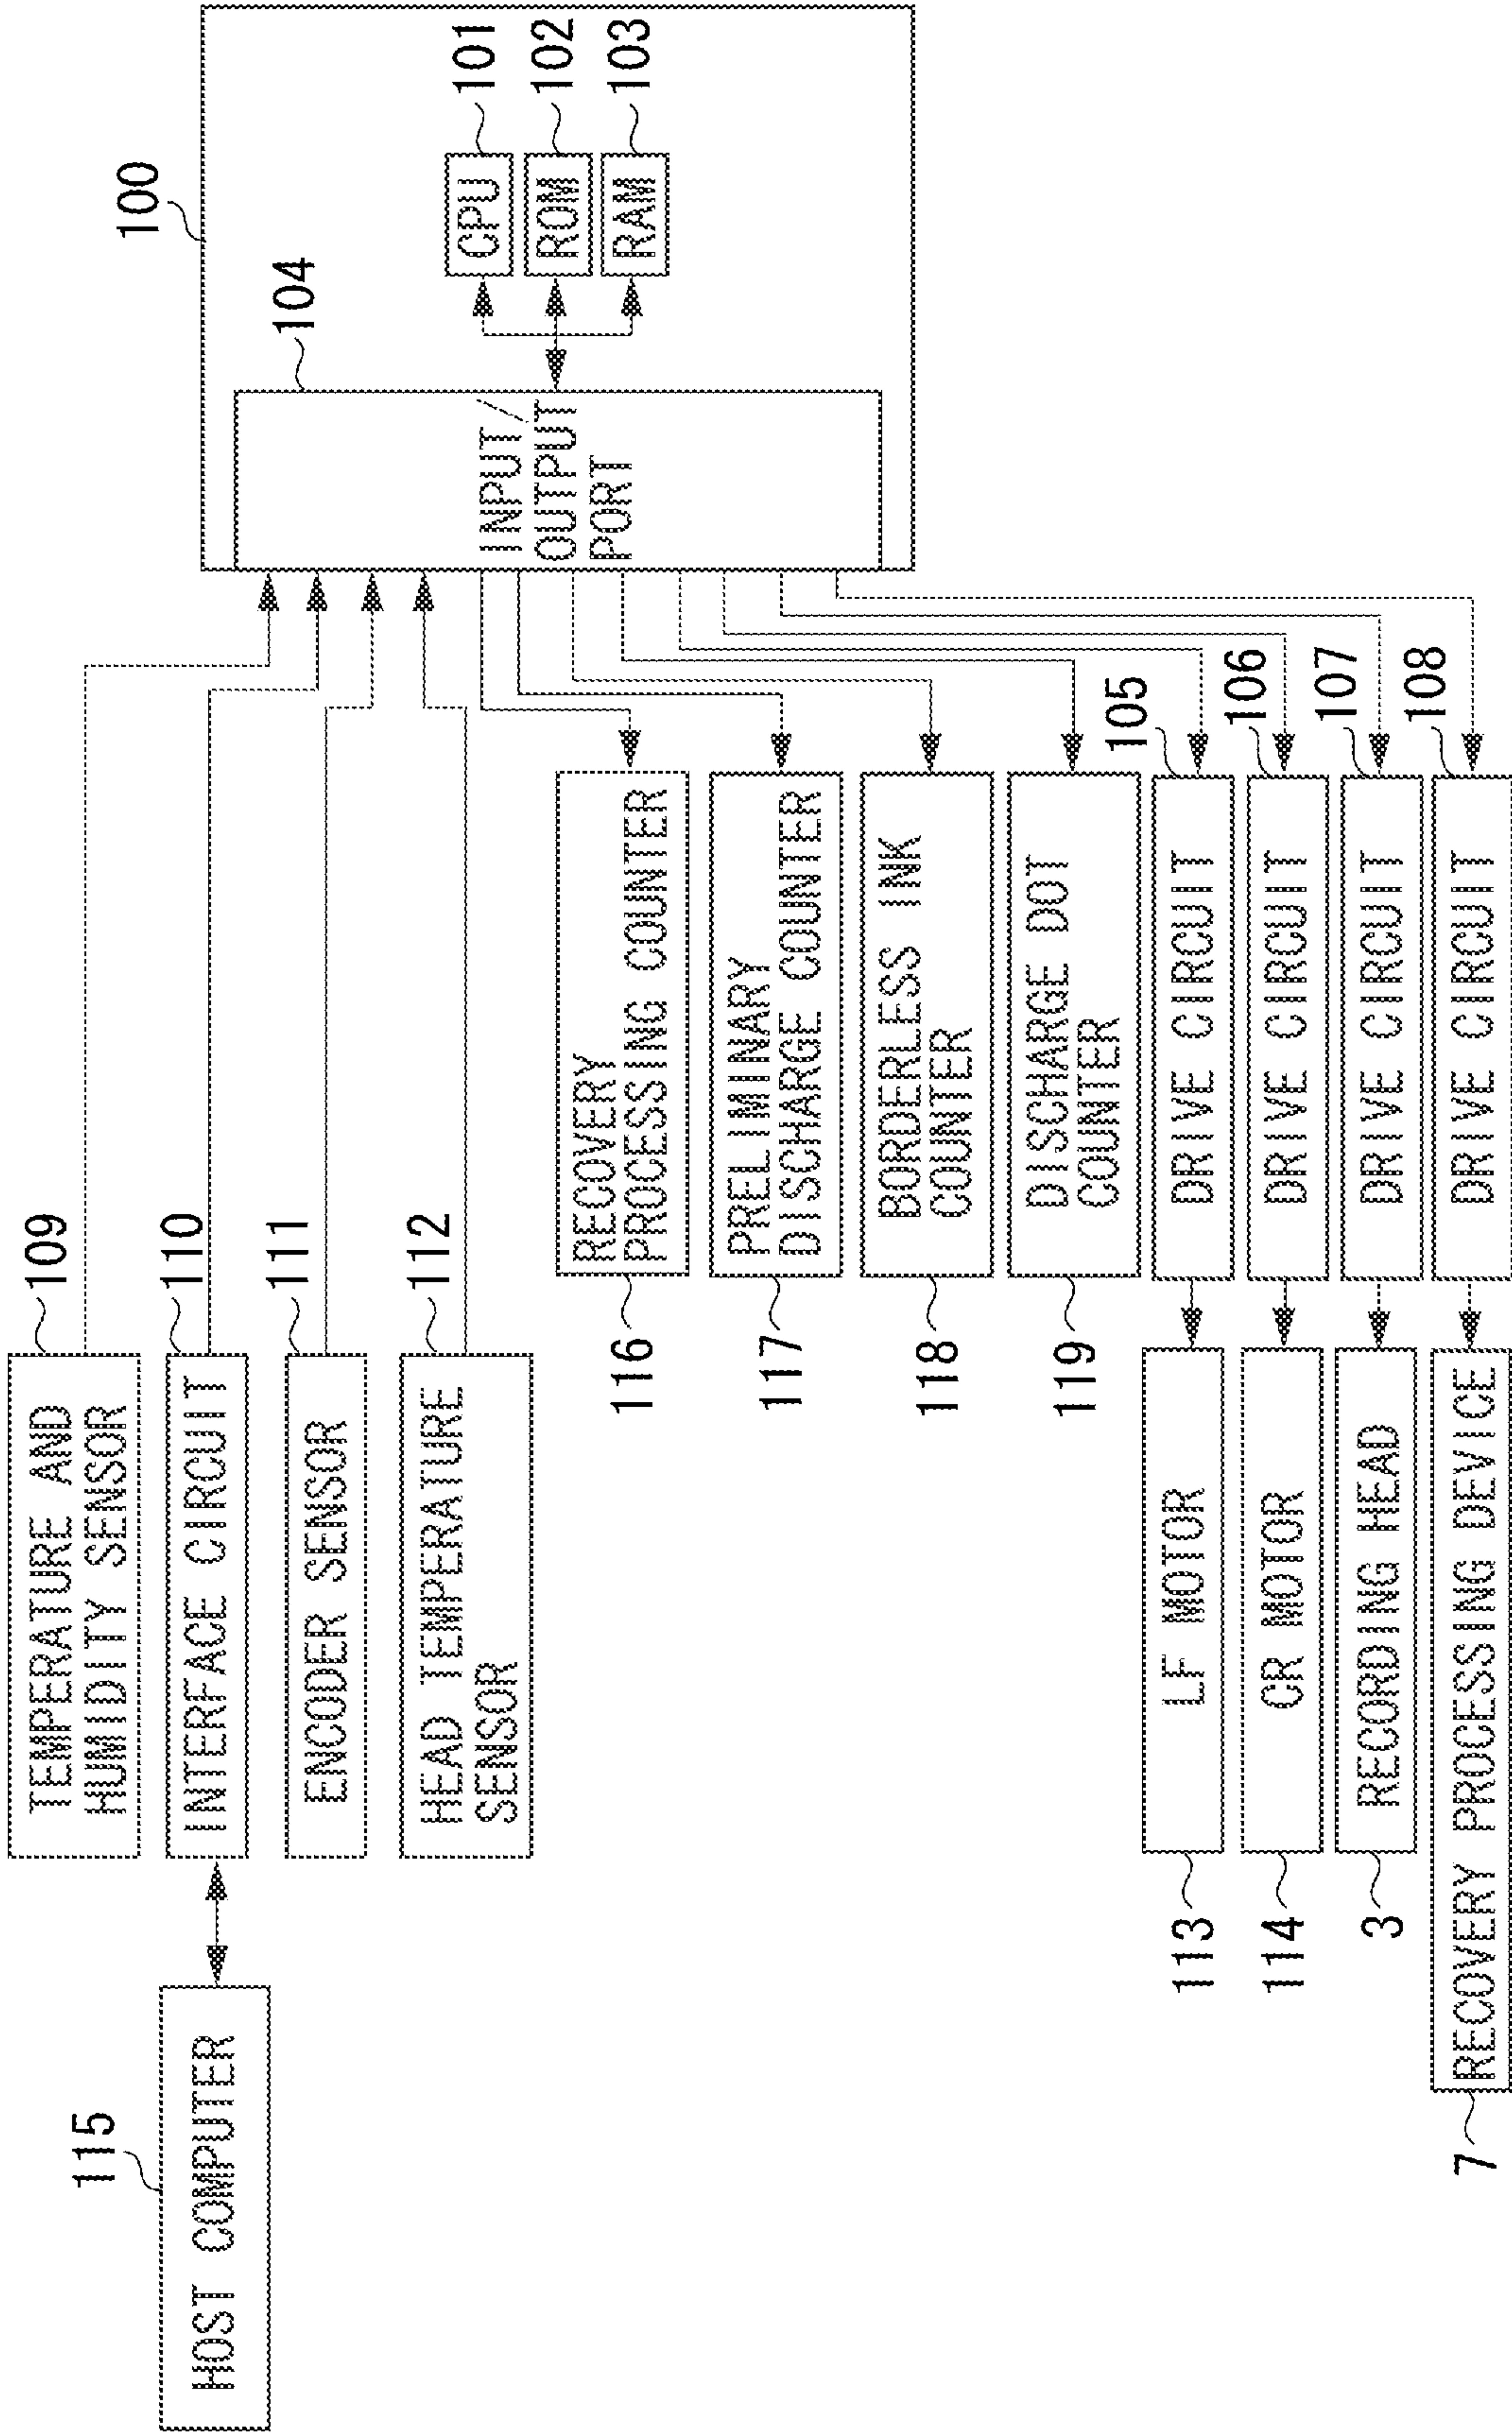 115
HOST COMPUTER
109
TEMPERATURE AND
HUMIDITY SENSOR
110
INTERFACE CIRCUIT
111
ENCODER SENSOR
112
HEAD TEMPERATURE
SENSOR
100
104
INPUT/
OUTPUT
PORT
CPU
101
ROM
102
RAM
103
116
RECOVERY
PROCESSING COUNTER
117
PRELIMINARY
DISCHARGE COUNTER
118
BORDERLESS INK
COUNTER
119
DISCHARGE DOT
COUNTER
113
LF MOTOR
DRIVE CIRCUIT
105
114
CR MOTOR
DRIVE CIRCUIT
106
3
RECORDING HEAD
DRIVE CIRCUIT
107
7
RECOVERY PROCESSING DEVICE
DRIVE CIRCUIT
108